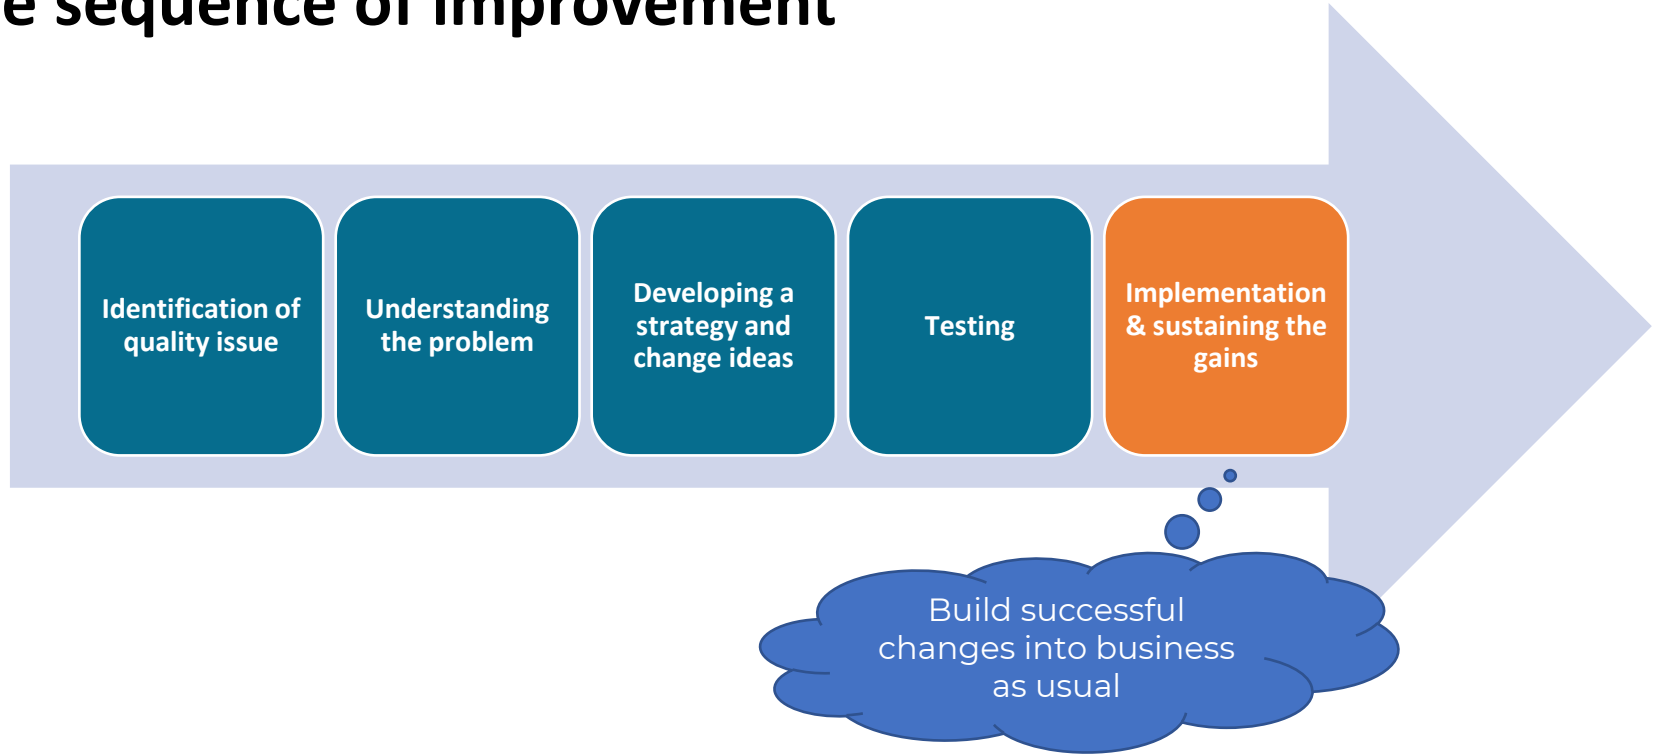 e sequence of improvement
Identification of
quality issue
Understanding
the problem
Developing a
strategy and
change ideas
Testing
Implementation
& sustaining the
gains
Build successful
changes into business
as usual